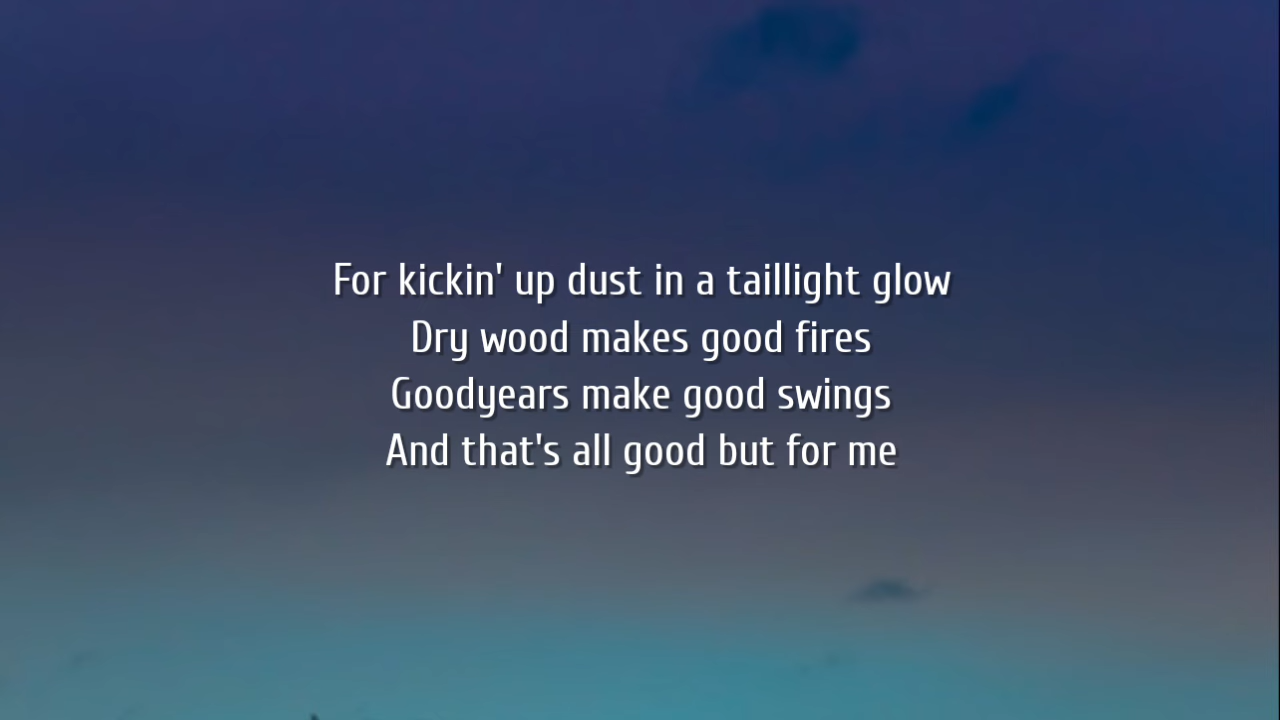 For kickin' up dust in a taillight glow
Dry wood makes good fires
Goodyears make good swings
And that's all good but for me